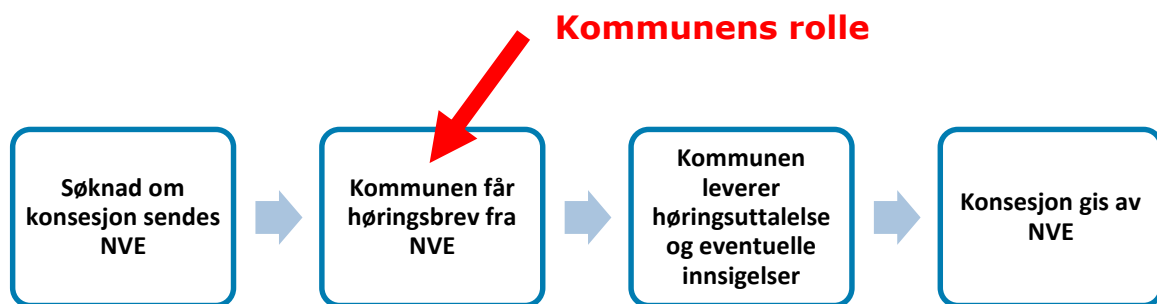 Kommunens rolle
Søknad om
konsesjon sendes
NVE
Kommunen får
høringsbrev fra
NVE
Kommunen
leverer
høringsuttalelse
og eventuelle
innsigelser
Konsesjon gis av
NVE